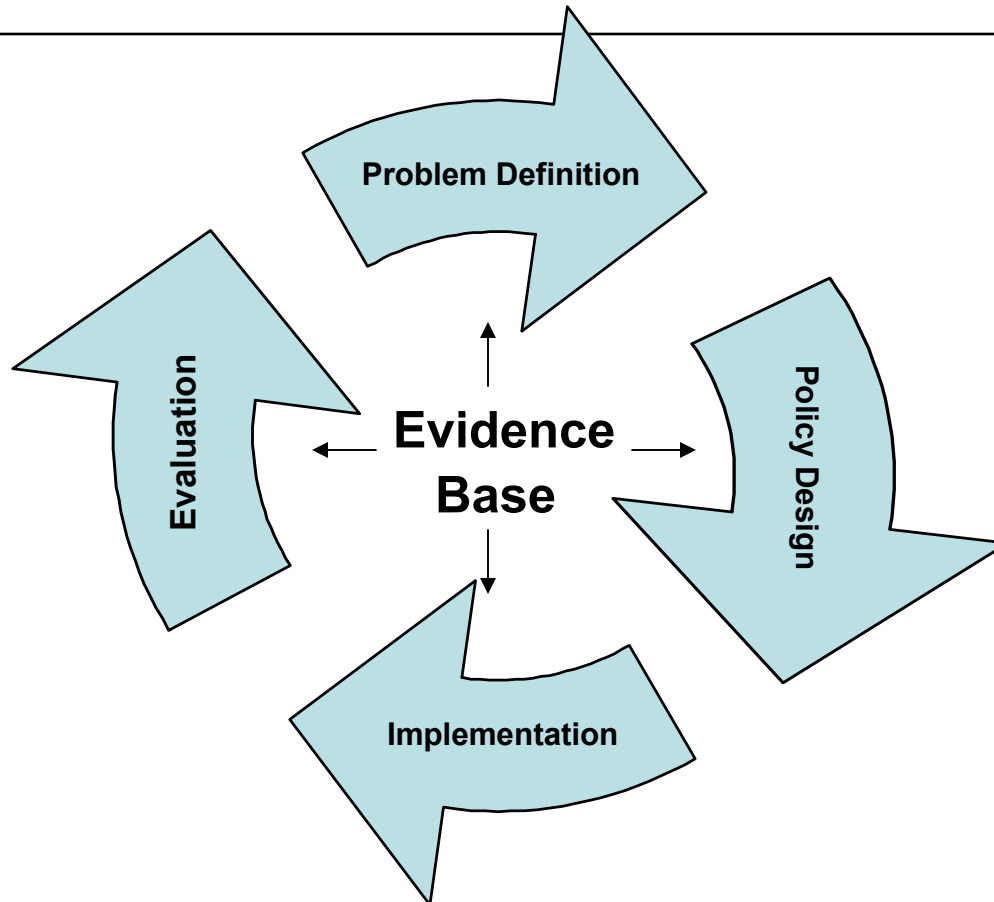 Problem Definition
Policy Design
Evidence
Base
Evaluation
Implementation